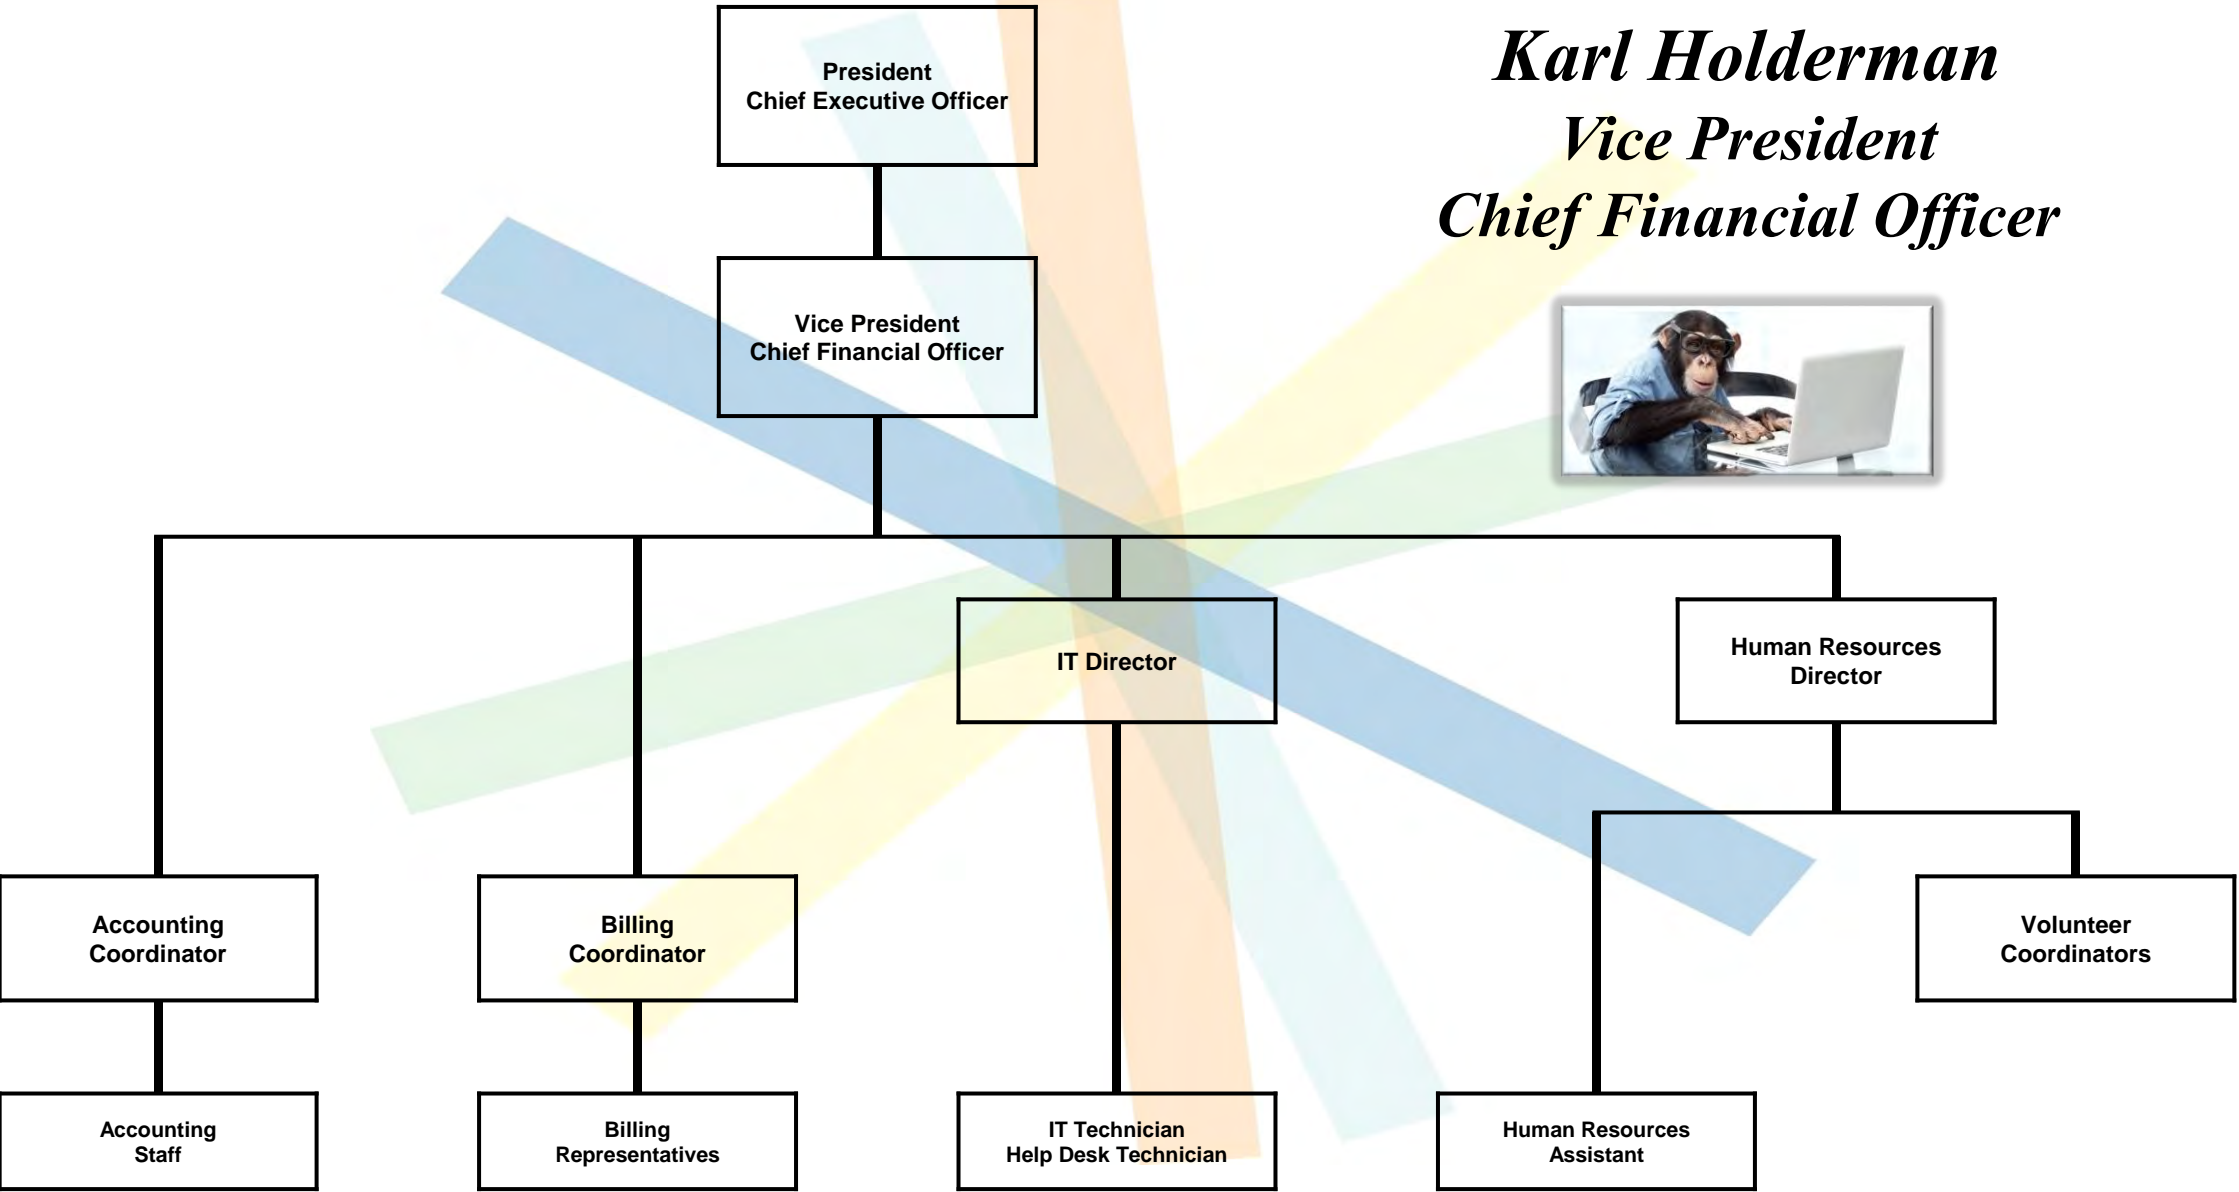 President
Chief Executive Officer
Karl Holderman
Vice President
Chief Financial Officer
Vice President
Chief Financial Officer
IT Director
Human Resources
Director
Accounting
Coordinator
Billing
Coordinator
Volunteer
Coordinators
Accounting
Staff
Billing
Representatives
IT Technician
Help Desk Technician
Human Resources
Assistant